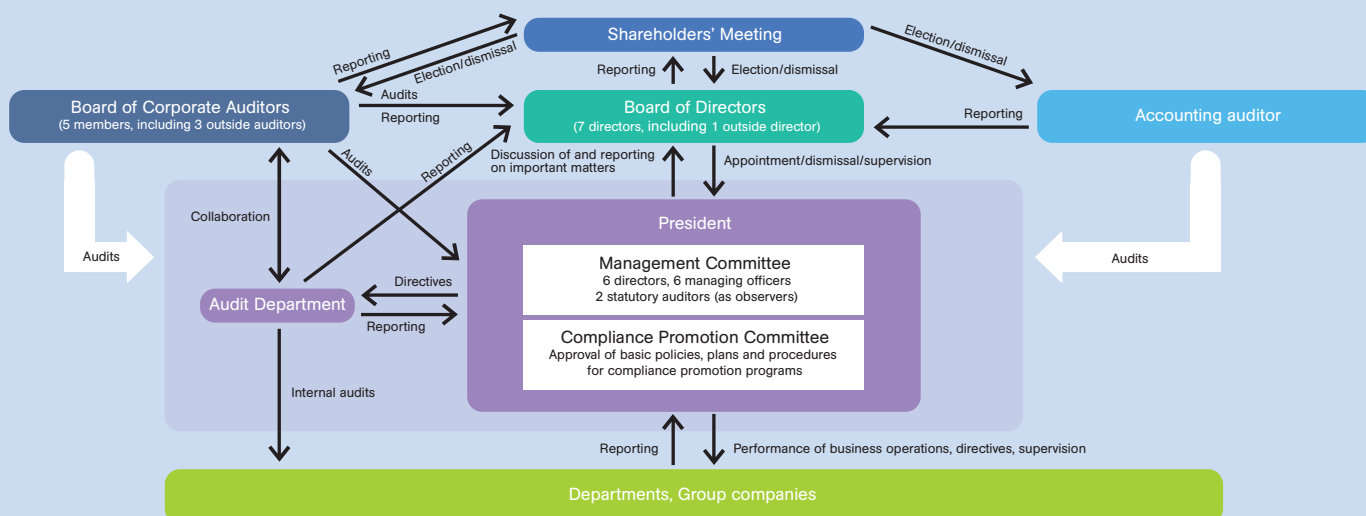 Shareholders' Meeting
Reporting
Election/dismissal
Election/dismissal
Reporting
Election/dismissal
Board of Corporate Auditors
(5 members, including 3 outside auditors)
Audits
Reporting
Board of Directors
(7 directors, including 1 outside director)
Reporting
Accounting auditor
Audits
Reporting
Discussion of and reporting
on important matters
Appointment/dismissal/supervision
Collaboration
President
Audits
Management Committee
6 directors, 6 managing officers
2 statutory auditors (as observers)
Audits
Audit Department
Directives
Reporting
Compliance Promotion Committee
Approval of basic policies, plans and procedures
for compliance promotion programs
Internal audits
Reporting
Performance of business operations, directives, supervision
Departments, Group companies